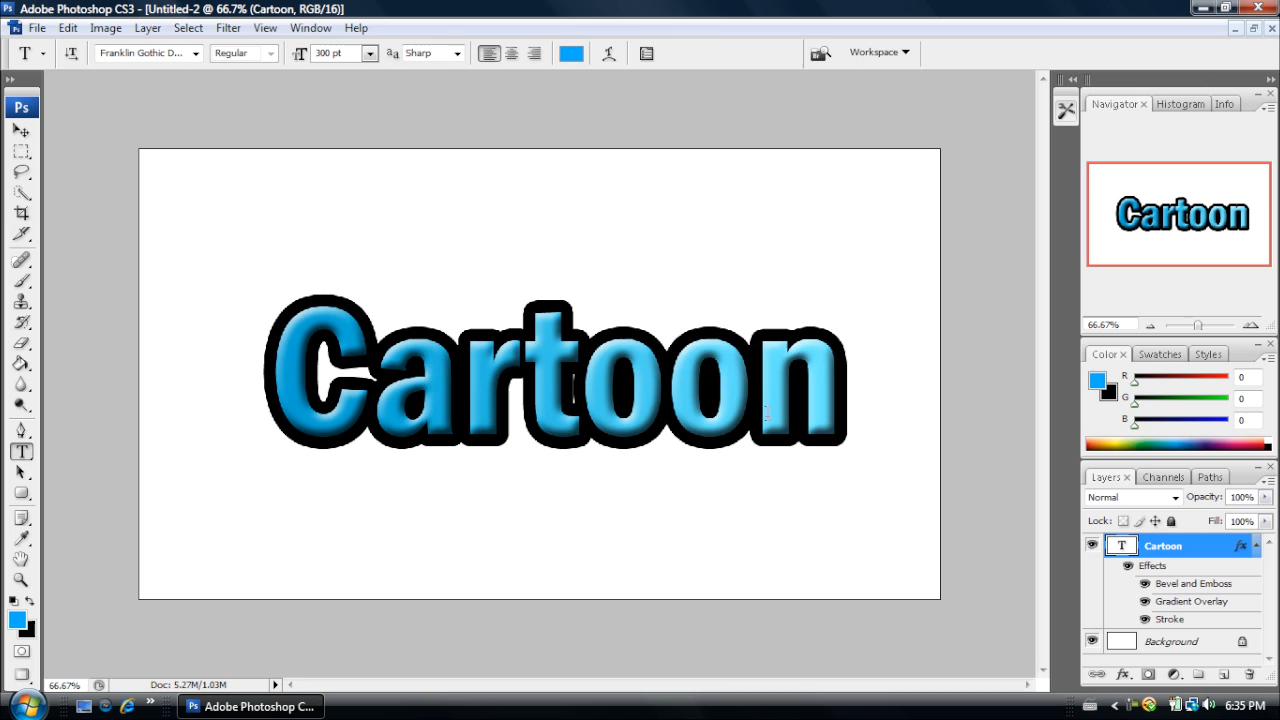 Adobe Photoshop CS3 - [Untitled-2 @ 66.7% (Cartoon, RGB/16)]
File Edit Image Layer Select Filter View Window Help
T Franklin Gothic D... Regular T 300 pt aa Sharp Workspace
Ps
Navigator Histogram Info
Cartoon
Cartoon
66.67%
Color Swatches Styles
R 0
G 0
B 0
Layers Channels Paths
Normal Opacity: 100%
Lock: Fill: 100%
T Cartoon fx
Effects
Bevel and Emboss
Gradient Overlay
Stroke
Background
66.67% Doc: 5.27M/1.03M
Adobe Photoshop C... 6:35 PM